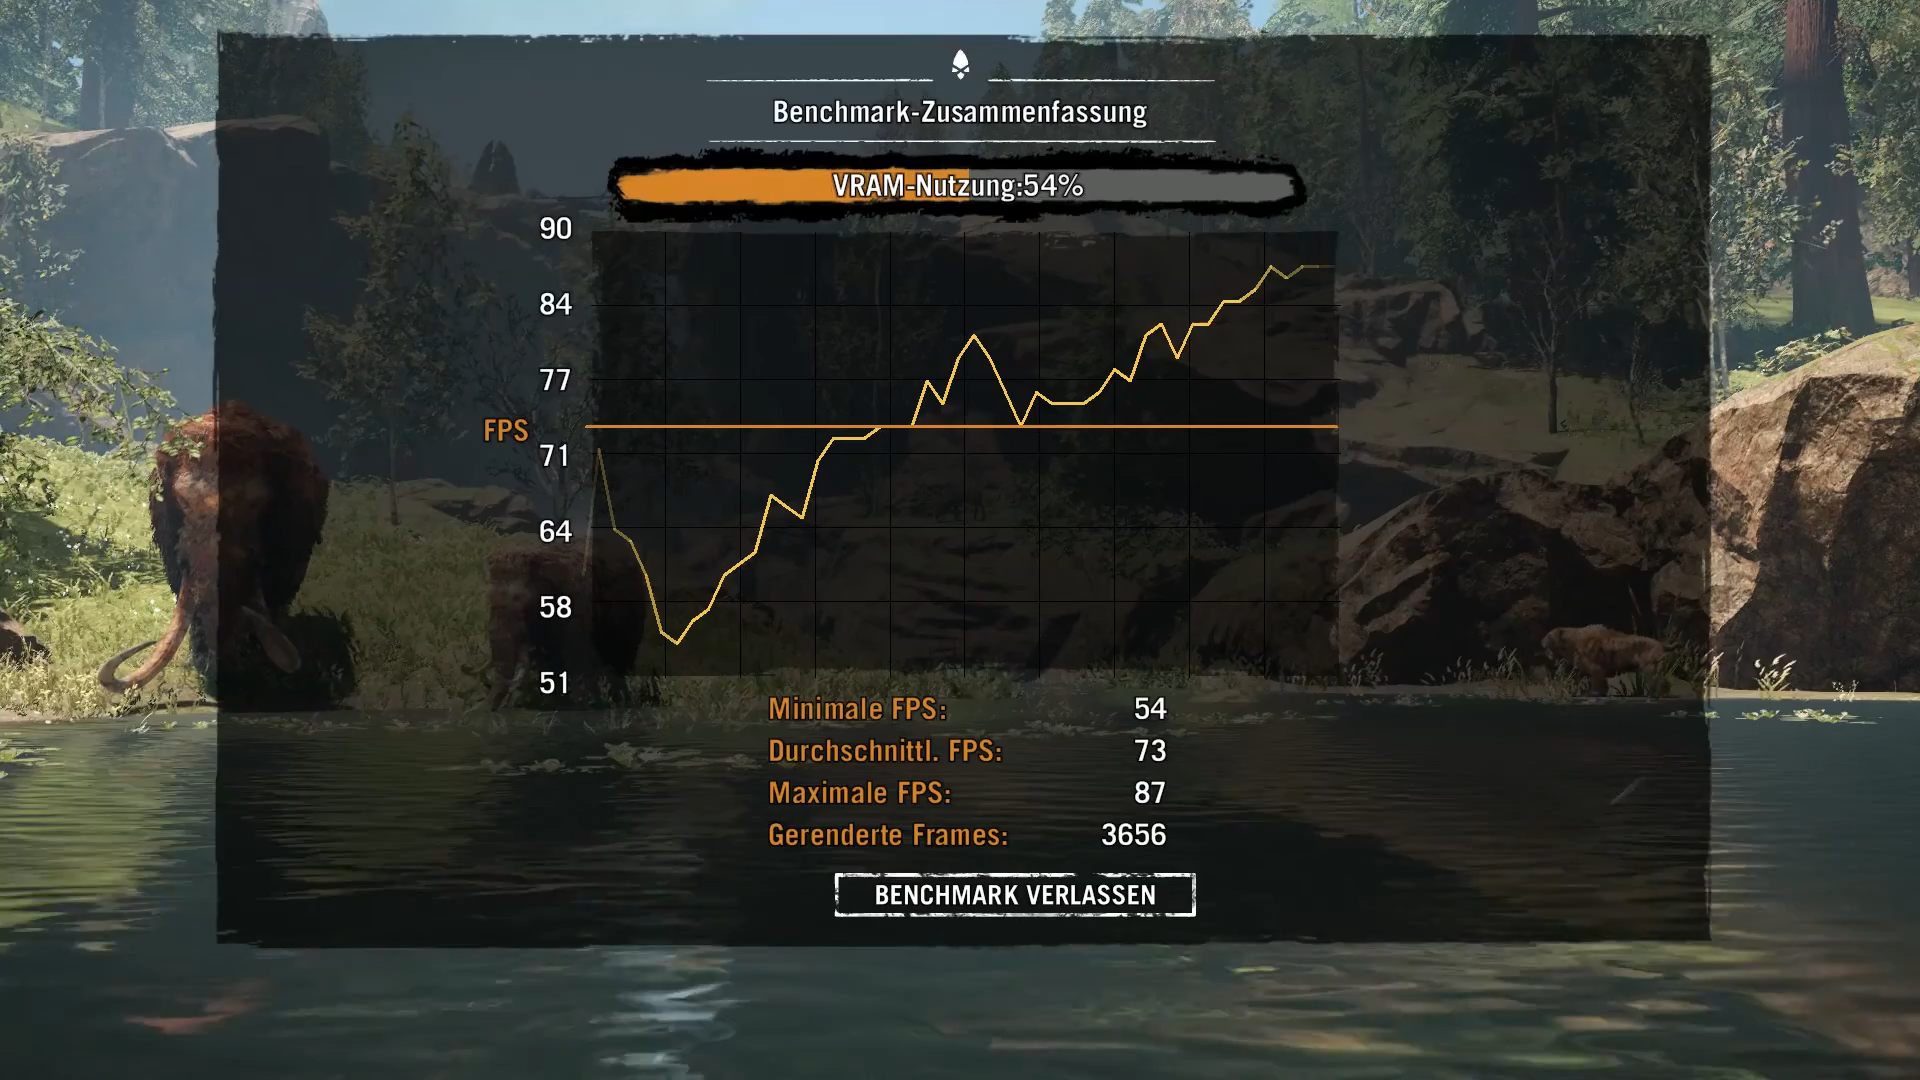 Benchmark-Zusammenfassung
VRAM-Nutzung:54%
90
84
77
FPS
71
64
58
51
Minimale FPS: 54
Durchschnittl. FPS: 73
Maximale FPS: 87
Gerenderte Frames: 3656
BENCHMARK VERLASSEN